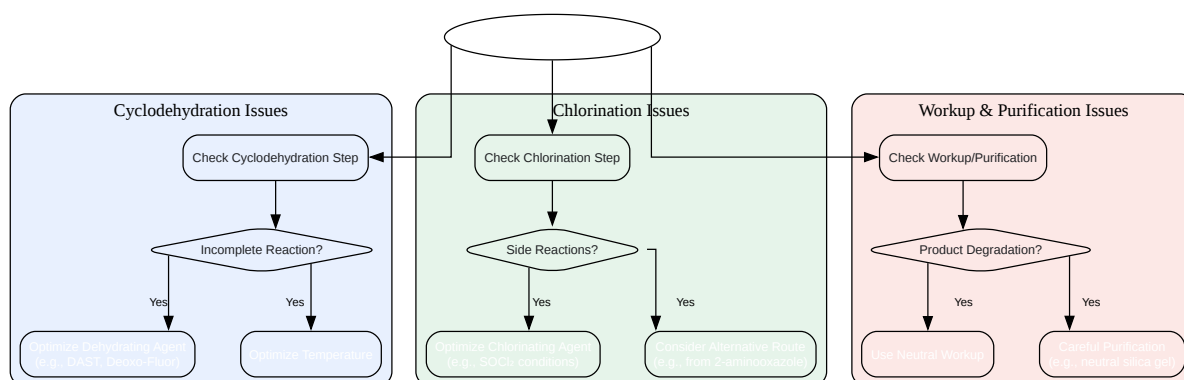 Cyclodehydration Issues
Chlorination Issues
Workup & Purification Issues
Check Cyclodehydration Step
Check Chlorination Step
Check Workup/Purification
Incomplete Reaction?
Side Reactions?
Product Degradation?
Yes
Yes
Yes
Yes
Yes
Yes
Optimize Dehydrating Agent
(e.g., DAST, Deoxo-Fluor)
Optimize Temperature
Optimize Chlorinating Agent
(e.g., SOCl₂ conditions)
Consider Alternative Route
(e.g., from 2-aminooxazole)
Use Neutral Workup
Careful Purification
(e.g., neutral silica gel)